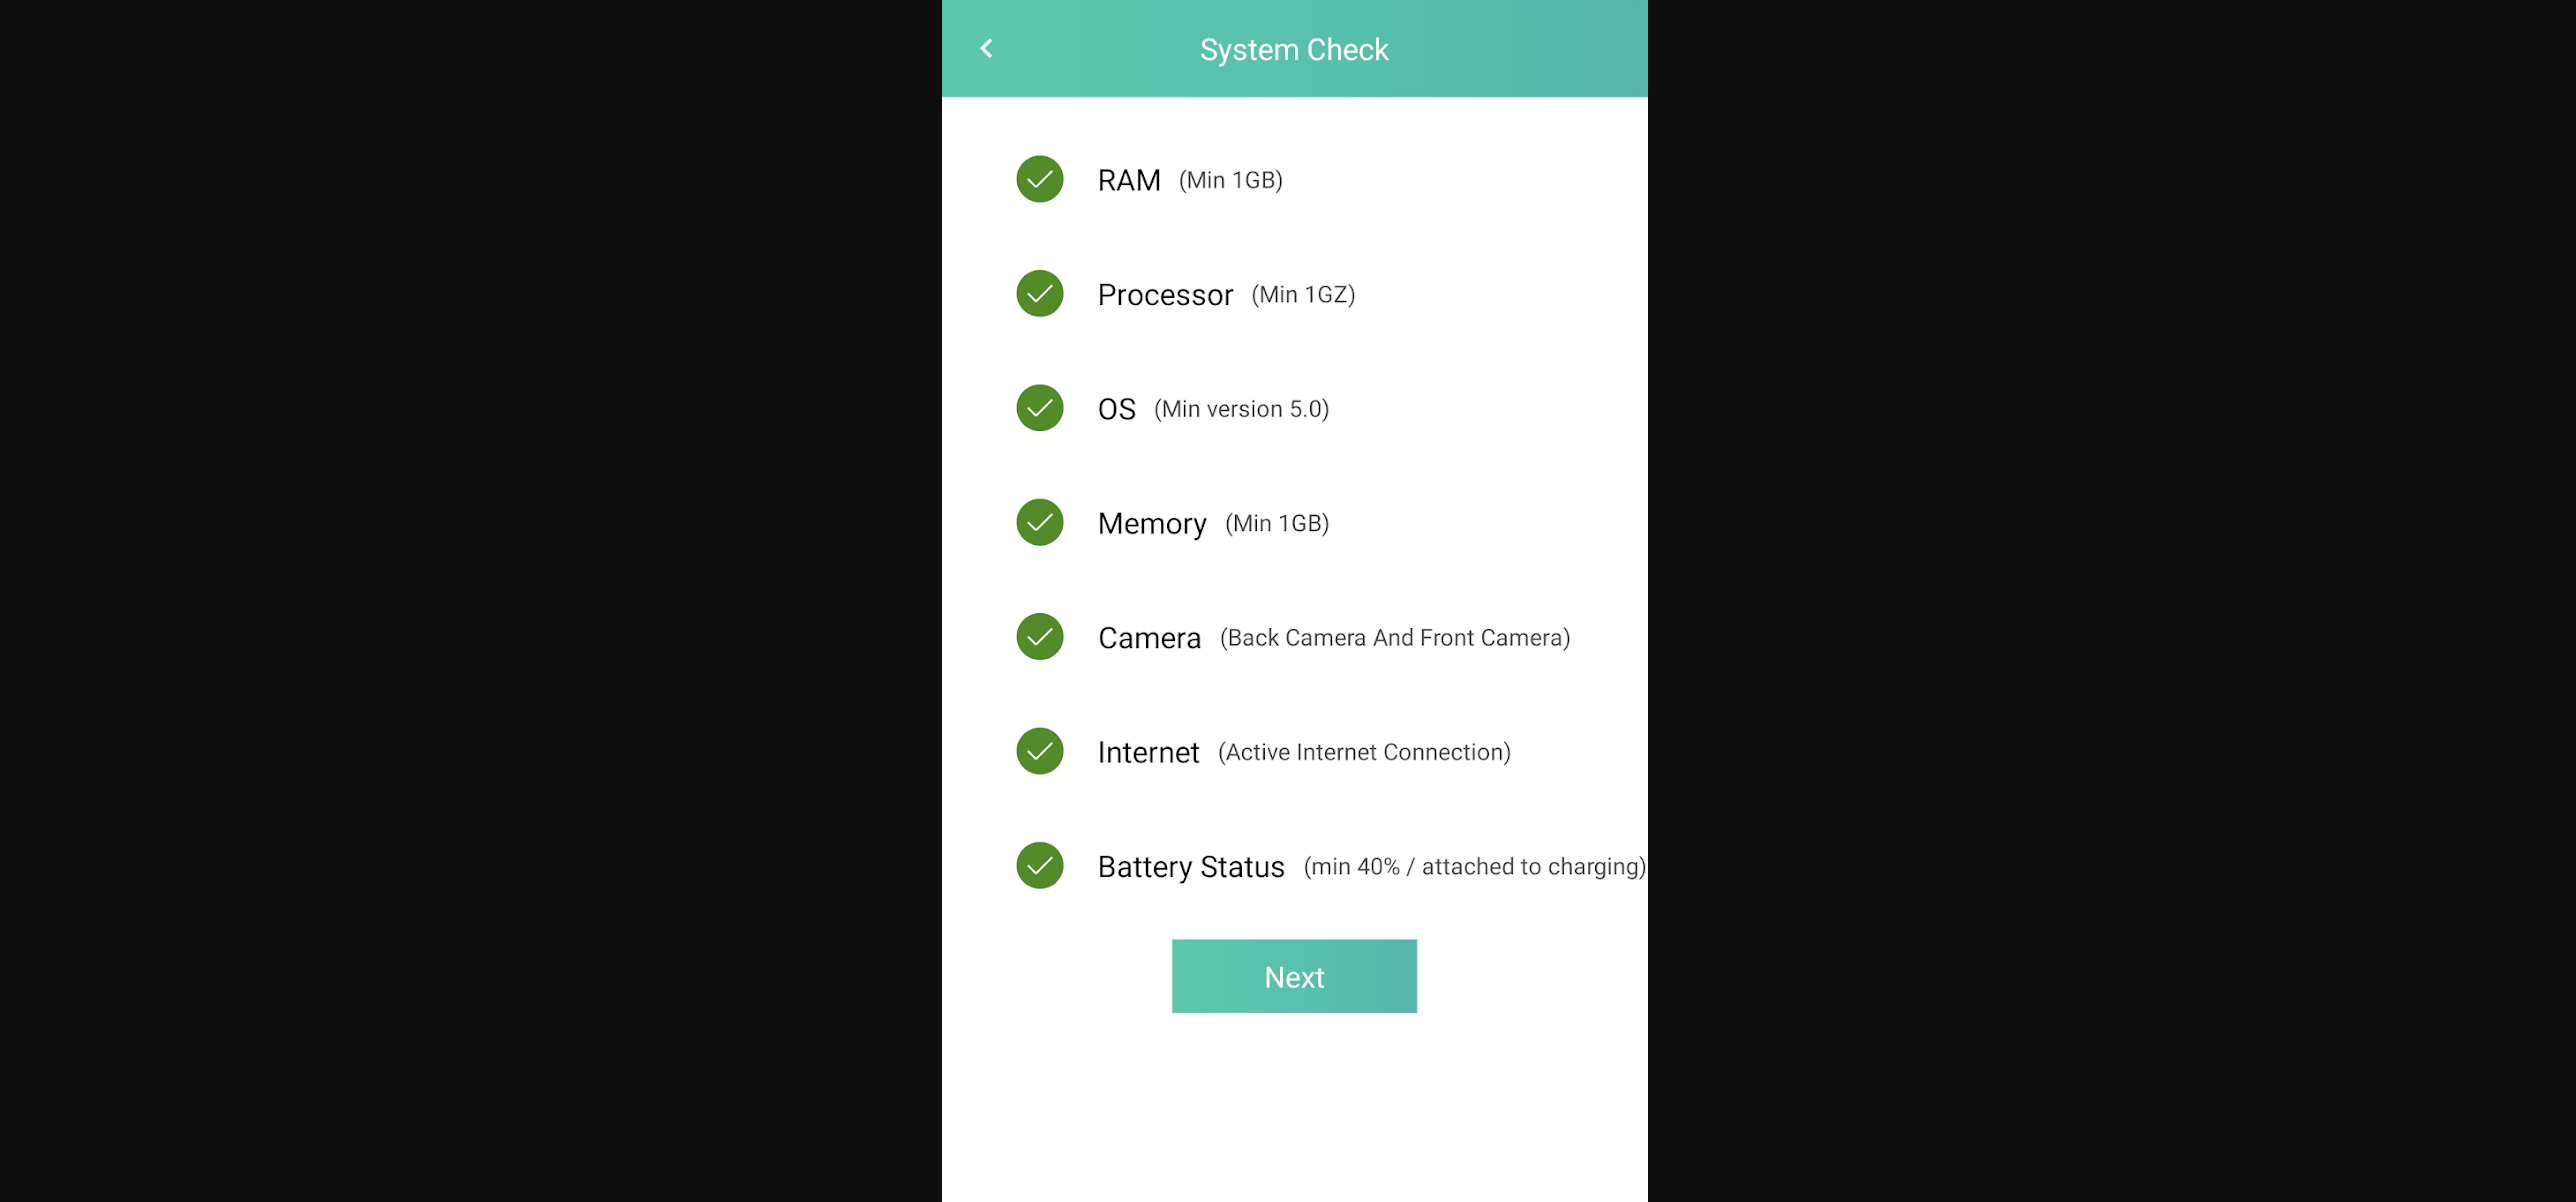 System Check
RAM (Min 1GB)
Processor (Min 1GZ)
OS (Min version 5.0)
Memory (Min 1GB)
Camera (Back Camera And Front Camera)
Internet (Active Internet Connection)
Battery Status (min 40% / attached to charging)
Next